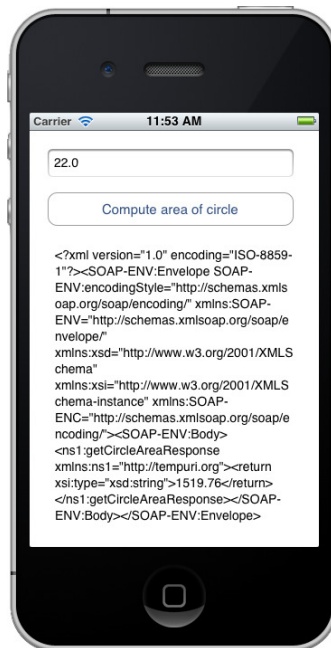 Carrier 11:53 AM
22.0
Compute area of circle
<?xml version="1.0" encoding="ISO-8859-
1"?><SOAP-ENV:Envelope SOAP-
ENV:encodingStyle="http://schemas.xmls
oap.org/soap/encoding/" xmlns:SOAP-
ENV="http://schemas.xmlsoap.org/soap/e
nvelope/"
xmlns:xsd="http://www.w3.org/2001/XMLS
chema"
xmlns:xsi="http://www.w3.org/2001/XMLS
chema-instance" xmlns:SOAP-
ENC="http://schemas.xmlsoap.org/soap/e
ncoding/"><SOAP-ENV:Body>
<ns1:getCircleAreaResponse
xmlns:ns1="http://tempuri.org"><return
xsi:type="xsd:string">1519.76</return>
</ns1:getCircleAreaResponse></SOAP-
ENV:Body></SOAP-ENV:Envelope>